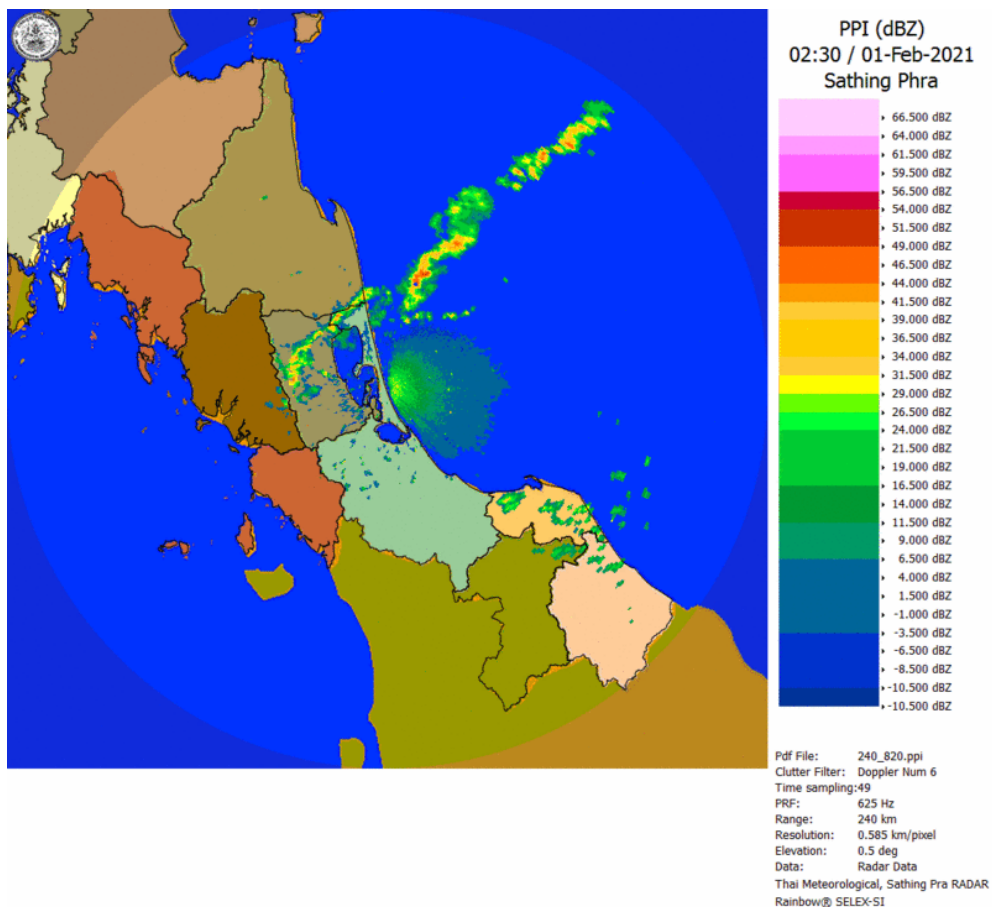 PPI (dBZ)
02:30 / 01-Feb-2021
Sathing Phra
66.500 dBZ
64.000 dBZ
61.500 dBZ
59.500 dBZ
56.500 dBZ
54.000 dBZ
51.500 dBZ
49.000 dBZ
46.500 dBZ
44.000 dBZ
41.500 dBZ
39.000 dBZ
36.500 dBZ
34.000 dBZ
31.500 dBZ
29.000 dBZ
26.500 dBZ
24.000 dBZ
21.500 dBZ
19.000 dBZ
16.500 dBZ
14.000 dBZ
11.500 dBZ
9.000 dBZ
6.500 dBZ
4.000 dBZ
1.500 dBZ
-1.000 dBZ
-3.500 dBZ
-6.500 dBZ
-8.500 dBZ
-10.500 dBZ
-10.500 dBZ
Pdf File: 240_820.ppi
Clutter Filter: Doppler Num 6
Time sampling:49
PRF: 625 Hz
Range: 240 km
Resolution: 0.585 km/pixel
Elevation: 0.5 deg
Data: Radar Data
Thai Meteorological, Sathing Pra RADAR
Rainbow® SELEX-SI